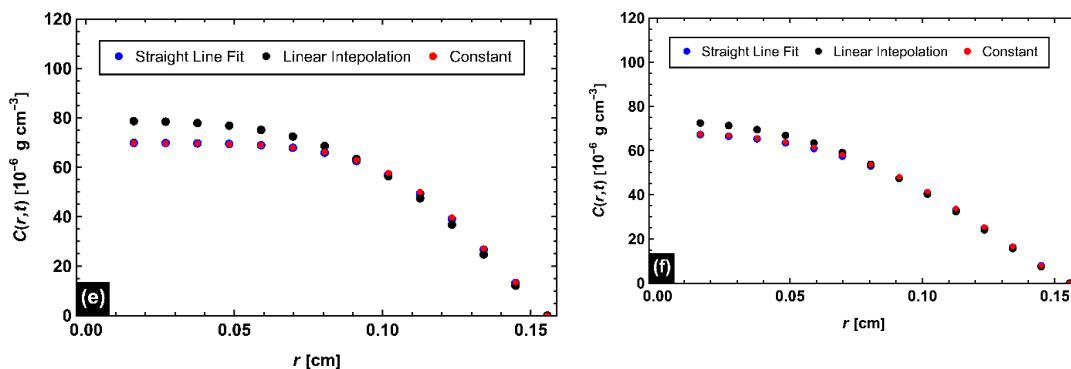 120
100
80
60
40
20
0
C(r,t) [10⁻⁶ g cm⁻³]
Straight Line Fit Linear Intepolation Constant
(e)
0.00 0.05 0.10 0.15
r [cm]
120
100
80
60
40
20
0
C(r,t) [10⁻⁶ g cm⁻³]
Straight Line Fit Linear Intepolation Constant
(f)
0.00 0.05 0.10 0.15
r [cm]